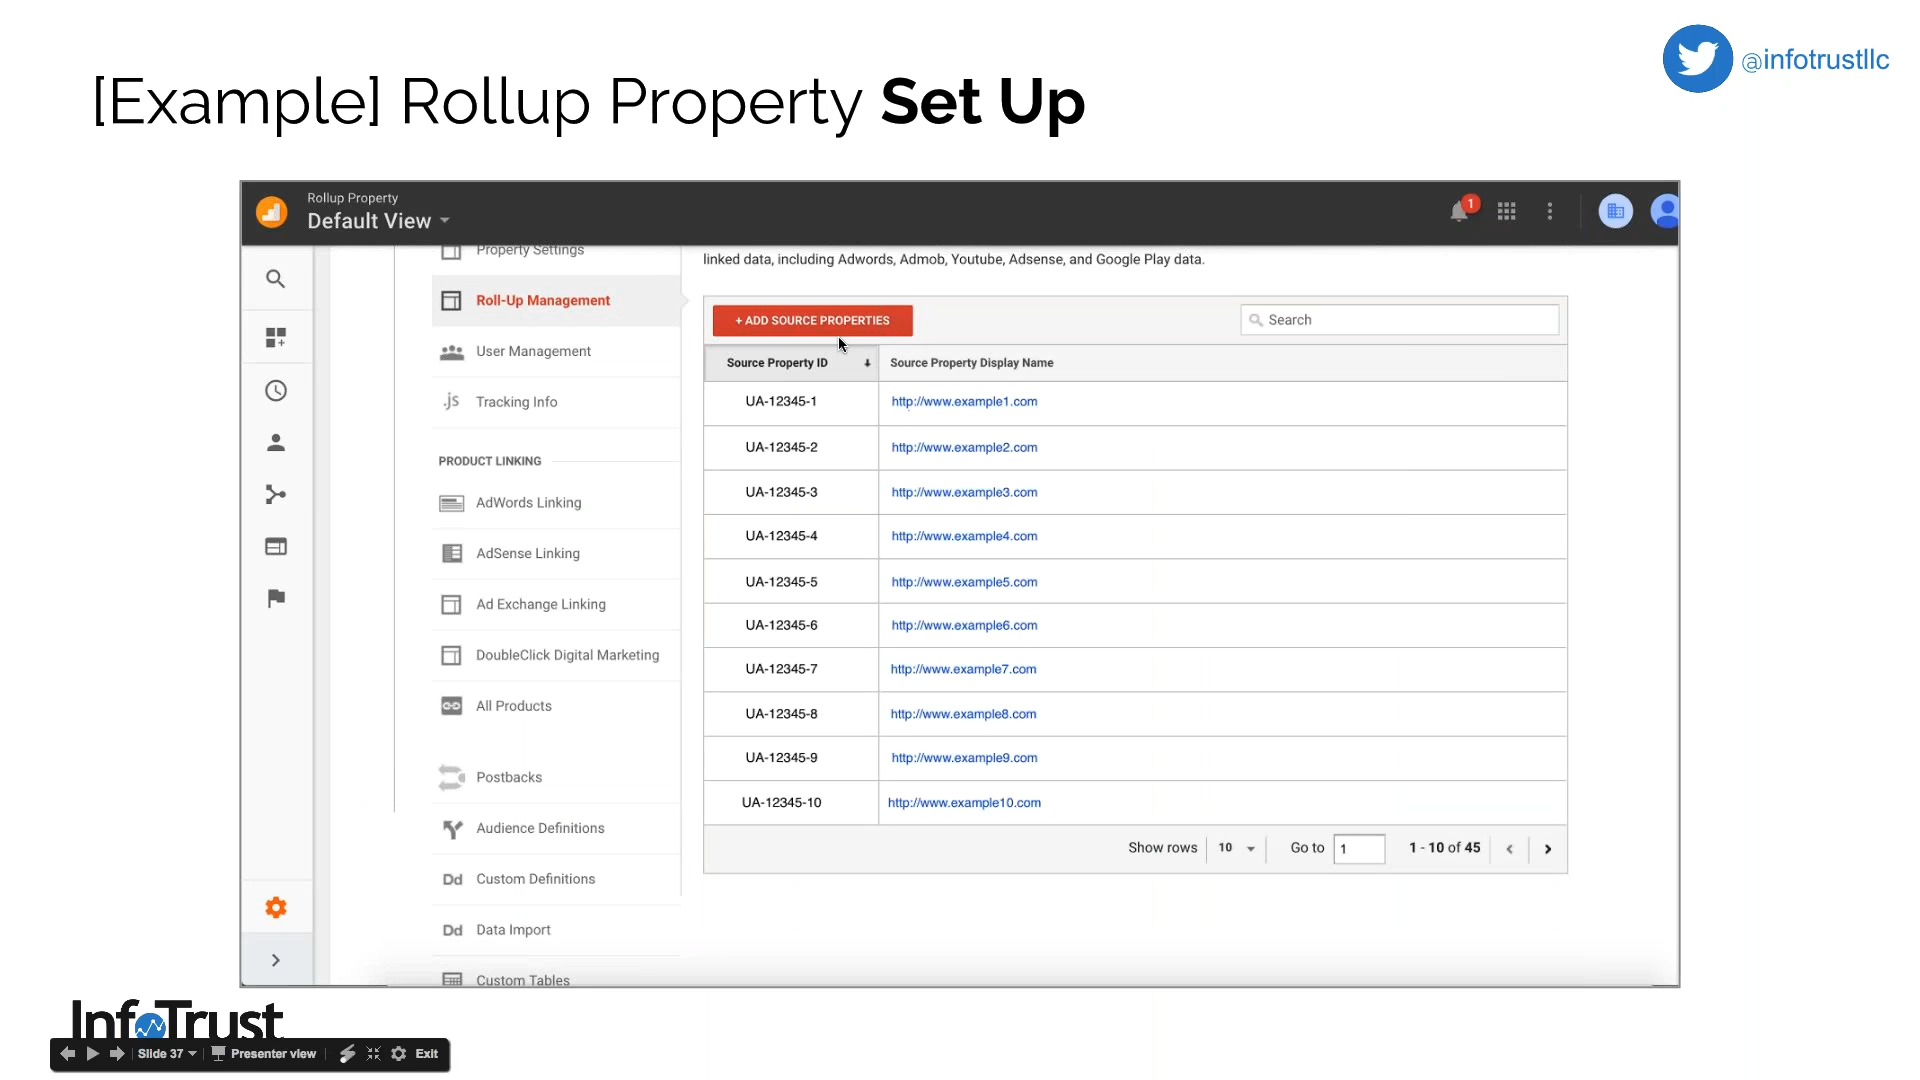 [Example] Rollup Property Set Up
@infotrustllc
Rollup Property
Default View
1
Property Settings
linked data, including Adwords, Admob, Youtube, Adsense, and Google Play data.
Roll-Up Management
+ ADD SOURCE PROPERTIES
Search
User Management
Source Property ID
Source Property Display Name
.js Tracking Info
UA-12345-1 http://www.example1.com
UA-12345-2 http://www.example2.com
PRODUCT LINKING
UA-12345-3 http://www.example3.com
AdWords Linking
UA-12345-4 http://www.example4.com
AdSense Linking
UA-12345-5 http://www.example5.com
Ad Exchange Linking
UA-12345-6 http://www.example6.com
DoubleClick Digital Marketing
UA-12345-7 http://www.example7.com
All Products
UA-12345-8 http://www.example8.com
UA-12345-9 http://www.example9.com
Postbacks
UA-12345-10 http://www.example10.com
Audience Definitions
Show rows 10 Go to 1 1 - 10 of 45
Dd Custom Definitions
Dd Data Import
Custom Tables
InfoTrust
Slide 37 Presenter view Exit